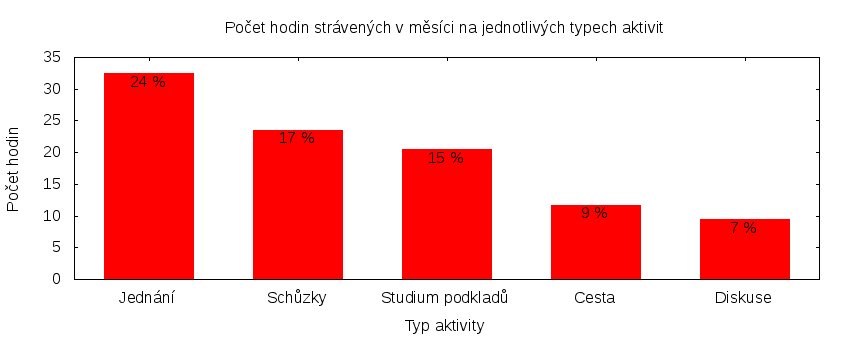 Počet hodin strávených v měsíci na jednotlivých typech aktivit
Počet hodin
35
30
25
20
15
10
5
0
24 %
17 %
15 %
9 %
7 %
Jednání
Schůzky
Studium podkladů
Cesta
Diskuse
Typ aktivity